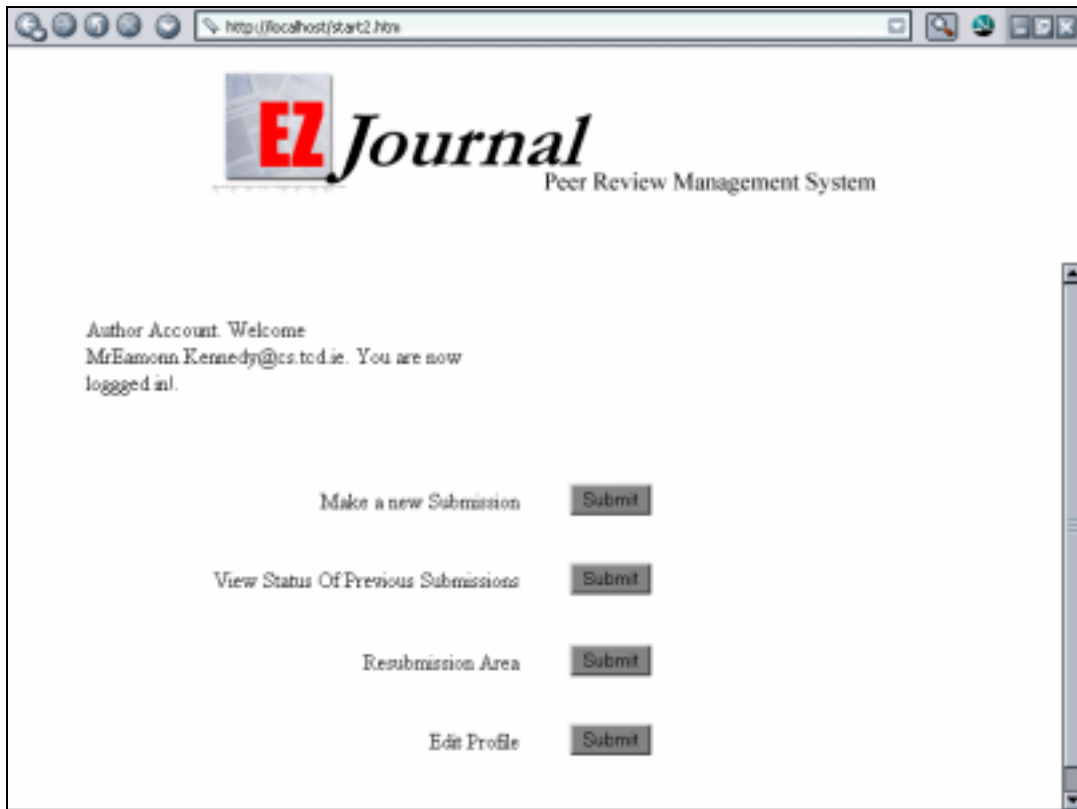 http://localhost/start2.htm
EZ Journal
Peer Review Management System
Author Account. Welcome
MrEamonn.Kennedy@cs.tcd.ie. You are now
loggged in!.
Make a new Submission Submit
View Status Of Previous Submissions Submit
Resubmission Area Submit
Edit Profile Submit